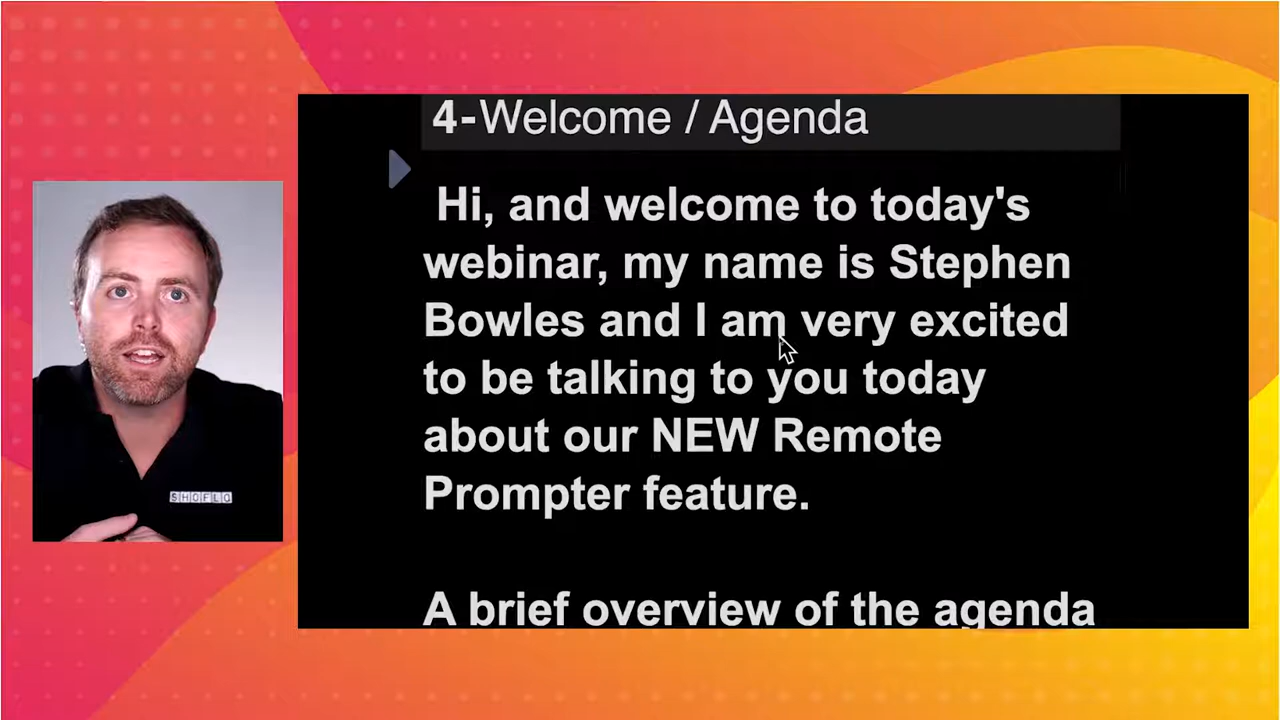 4-Welcome / Agenda
Hi, and welcome to today's
webinar, my name is Stephen
Bowles and I am very excited
to be talking to you today
about our NEW Remote
Prompter feature.
A brief overview of the agenda
SHOFLO